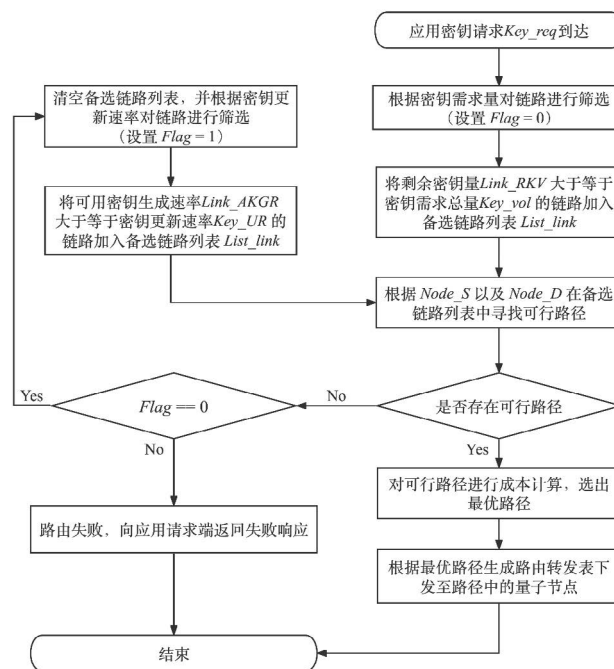 应用密钥请求Key_req到达
清空备选链路列表，并根据密钥更
新速率对链路进行筛选
（设置 Flag = 1）
根据密钥需求量对链路进行筛选
（设置 Flag = 0）
将可用密钥生成速率Link_AKGR
大于等于密钥更新速率Key_UR 的
链路加入备选链路列表 List_link
将剩余密钥量Link_RKV 大于等于
密钥需求总量Key_vol 的链路加入
备选链路列表 List_link
根据 Node_S 以及 Node_D 在备选
链路列表中寻找可行路径
Yes
Flag == 0
No
是否存在可行路径
No
Yes
对可行路径进行成本计算，选出
最优路径
路由失败，向应用请求端返回失败响应
根据最优路径生成路由转发表下
发至路径中的量子节点
结束